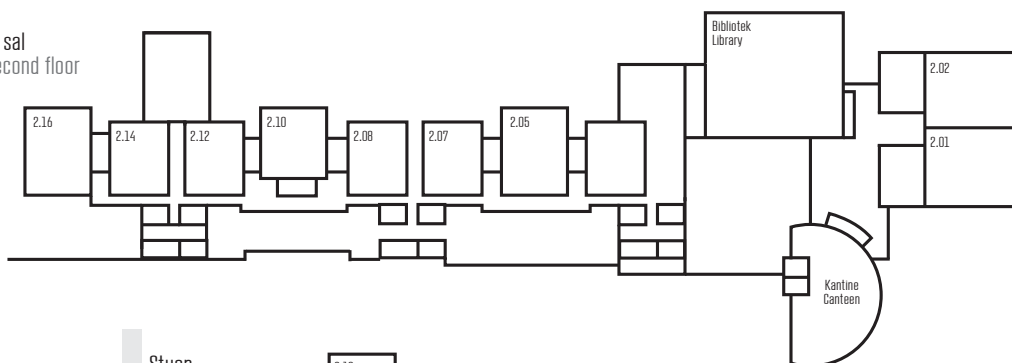 sal
econd floor
Bibliotek
Library
2.02
2.16
2.14
2.12
2.10
2.08
2.07
2.05
2.01
Kantine
Canteen
Stuen